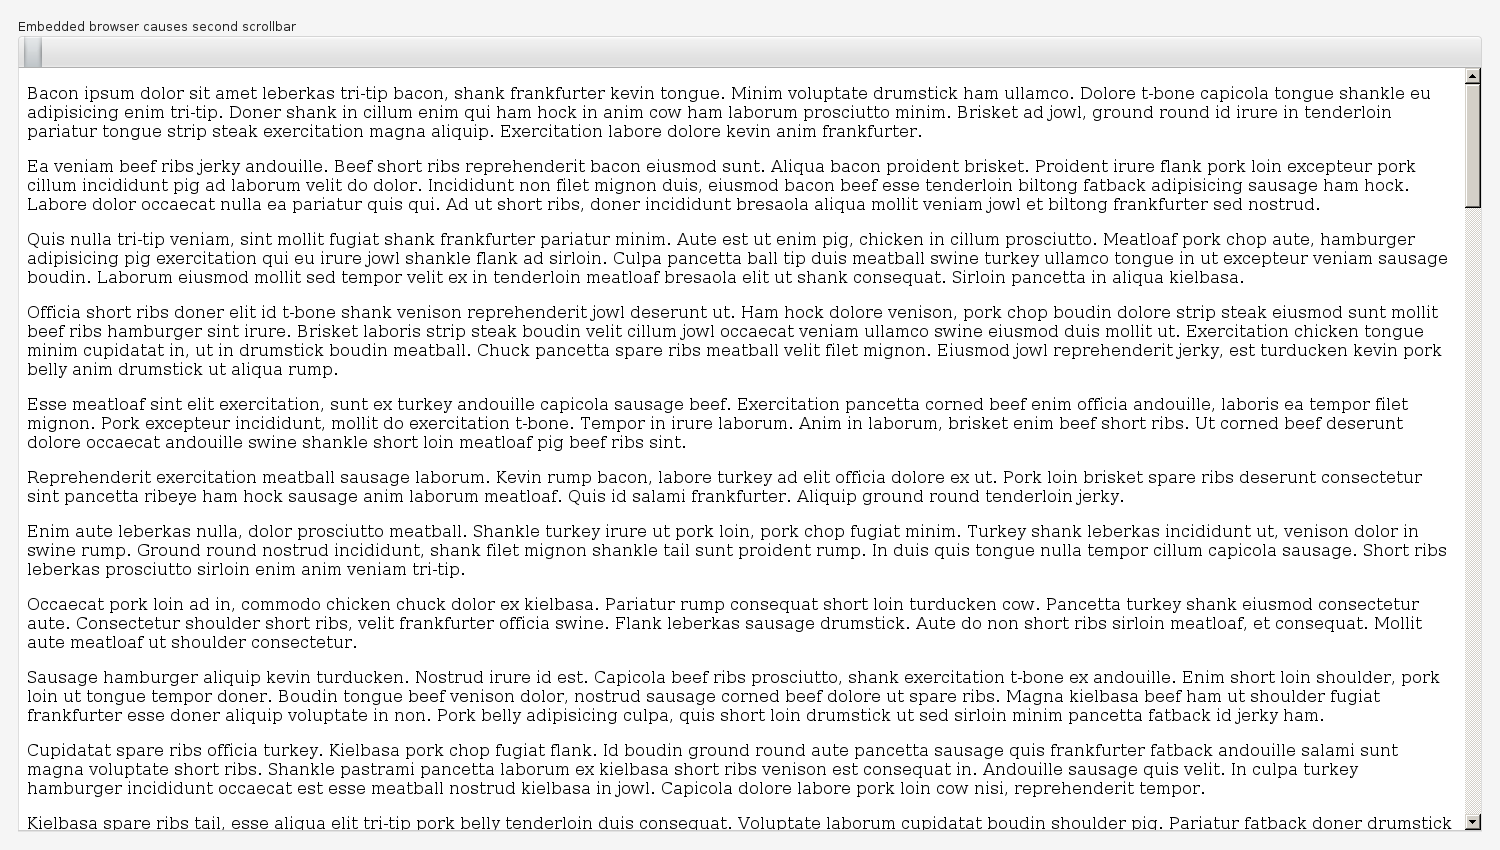 Embedded browser causes second scrollbar
Bacon ipsum dolor sit amet leberkas tri-tip bacon, shank frankfurter kevin tongue. Minim voluptate drumstick ham ullamco. Dolore t-bone capicola tongue shankle eu
adipisicing enim tri-tip. Doner shank in cillum enim qui ham hock in anim cow ham laborum prosciutto minim. Brisket ad jowl, ground round id irure in tenderloin
pariatur tongue strip steak exercitation magna aliquip. Exercitation labore dolore kevin anim frankfurter.
Ea veniam beef ribs jerky andouille. Beef short ribs reprehenderit bacon eiusmod sunt. Aliqua bacon proident brisket. Proident irure flank pork loin excepteur pork
cillum incididunt pig ad laborum velit do dolor. Incididunt non filet mignon duis, eiusmod bacon beef esse tenderloin biltong fatback adipisicing sausage ham hock.
Labore dolor occaecat nulla ea pariatur quis qui. Ad ut short ribs, doner incididunt bresaola aliqua mollit veniam jowl et biltong frankfurter sed nostrud.
Quis nulla tri-tip veniam, sint mollit fugiat shank frankfurter pariatur minim. Aute est ut enim pig, chicken in cillum prosciutto. Meatloaf pork chop aute, hamburger
adipisicing pig exercitation qui eu irure jowl shankle flank ad sirloin. Culpa pancetta ball tip duis meatball swine turkey ullamco tongue in ut excepteur veniam sausage
boudin. Laborum eiusmod mollit sed tempor velit ex in tenderloin meatloaf bresaola elit ut shank consequat. Sirloin pancetta in aliqua kielbasa.
Officia short ribs doner elit id t-bone shank venison reprehenderit jowl deserunt ut. Ham hock dolore venison, pork chop boudin dolore strip steak eiusmod sunt mollit
beef ribs hamburger sint irure. Brisket laboris strip steak boudin velit cillum jowl occaecat veniam ullamco swine eiusmod duis mollit ut. Exercitation chicken tongue
minim cupidatat in, ut in drumstick boudin meatball. Chuck pancetta spare ribs meatball velit filet mignon. Eiusmod jowl reprehenderit jerky, est turducken kevin pork
belly anim drumstick ut aliqua rump.
Esse meatloaf sint elit exercitation, sunt ex turkey andouille capicola sausage beef. Exercitation pancetta corned beef enim officia andouille, laboris ea tempor filet
mignon. Pork excepteur incididunt, mollit do exercitation t-bone. Tempor in irure laborum. Anim in laborum, brisket enim beef short ribs. Ut corned beef deserunt
dolore occaecat andouille swine shankle short loin meatloaf pig beef ribs sint.
Reprehenderit exercitation meatball sausage laborum. Kevin rump bacon, labore turkey ad elit officia dolore ex ut. Pork loin brisket spare ribs deserunt consectetur
sint pancetta ribeye ham hock sausage anim laborum meatloaf. Quis id salami frankfurter. Aliquip ground round tenderloin jerky.
Enim aute leberkas nulla, dolor prosciutto meatball. Shankle turkey irure ut pork loin, pork chop fugiat minim. Turkey shank leberkas incididunt ut, venison dolor in
swine rump. Ground round nostrud incididunt, shank filet mignon shankle tail sunt proident rump. In duis quis tongue nulla tempor cillum capicola sausage. Short ribs
leberkas prosciutto sirloin enim anim veniam tri-tip.
Occaecat pork loin ad in, commodo chicken chuck dolor ex kielbasa. Pariatur rump consequat short loin turducken cow. Pancetta turkey shank eiusmod consectetur
aute. Consectetur shoulder short ribs, velit frankfurter officia swine. Flank leberkas sausage drumstick. Aute do non short ribs sirloin meatloaf, et consequat. Mollit
aute meatloaf ut shoulder consectetur.
Sausage hamburger aliquip kevin turducken. Nostrud irure id est. Capicola beef ribs prosciutto, shank exercitation t-bone ex andouille. Enim short loin shoulder, pork
loin ut tongue tempor doner. Boudin tongue beef venison dolor, nostrud sausage corned beef dolore ut spare ribs. Magna kielbasa beef ham ut shoulder fugiat
frankfurter esse doner aliquip voluptate in non. Pork belly adipisicing culpa, quis short loin drumstick ut sed sirloin minim pancetta fatback id jerky ham.
Cupidatat spare ribs officia turkey. Kielbasa pork chop fugiat flank. Id boudin ground round aute pancetta sausage quis frankfurter fatback andouille salami sunt
magna voluptate short ribs. Shankle pastrami pancetta laborum ex kielbasa short ribs venison est consequat in. Andouille sausage quis velit. In culpa turkey
hamburger incididunt occaecat est esse meatball nostrud kielbasa in jowl. Capicola dolore labore pork loin cow nisi, reprehenderit tempor.
Kielbasa spare ribs tail, esse aliqua elit tri-tip pork belly tenderloin duis consequat. Voluptate laborum cupidatat boudin shoulder pig. Pariatur fatback doner drumstick